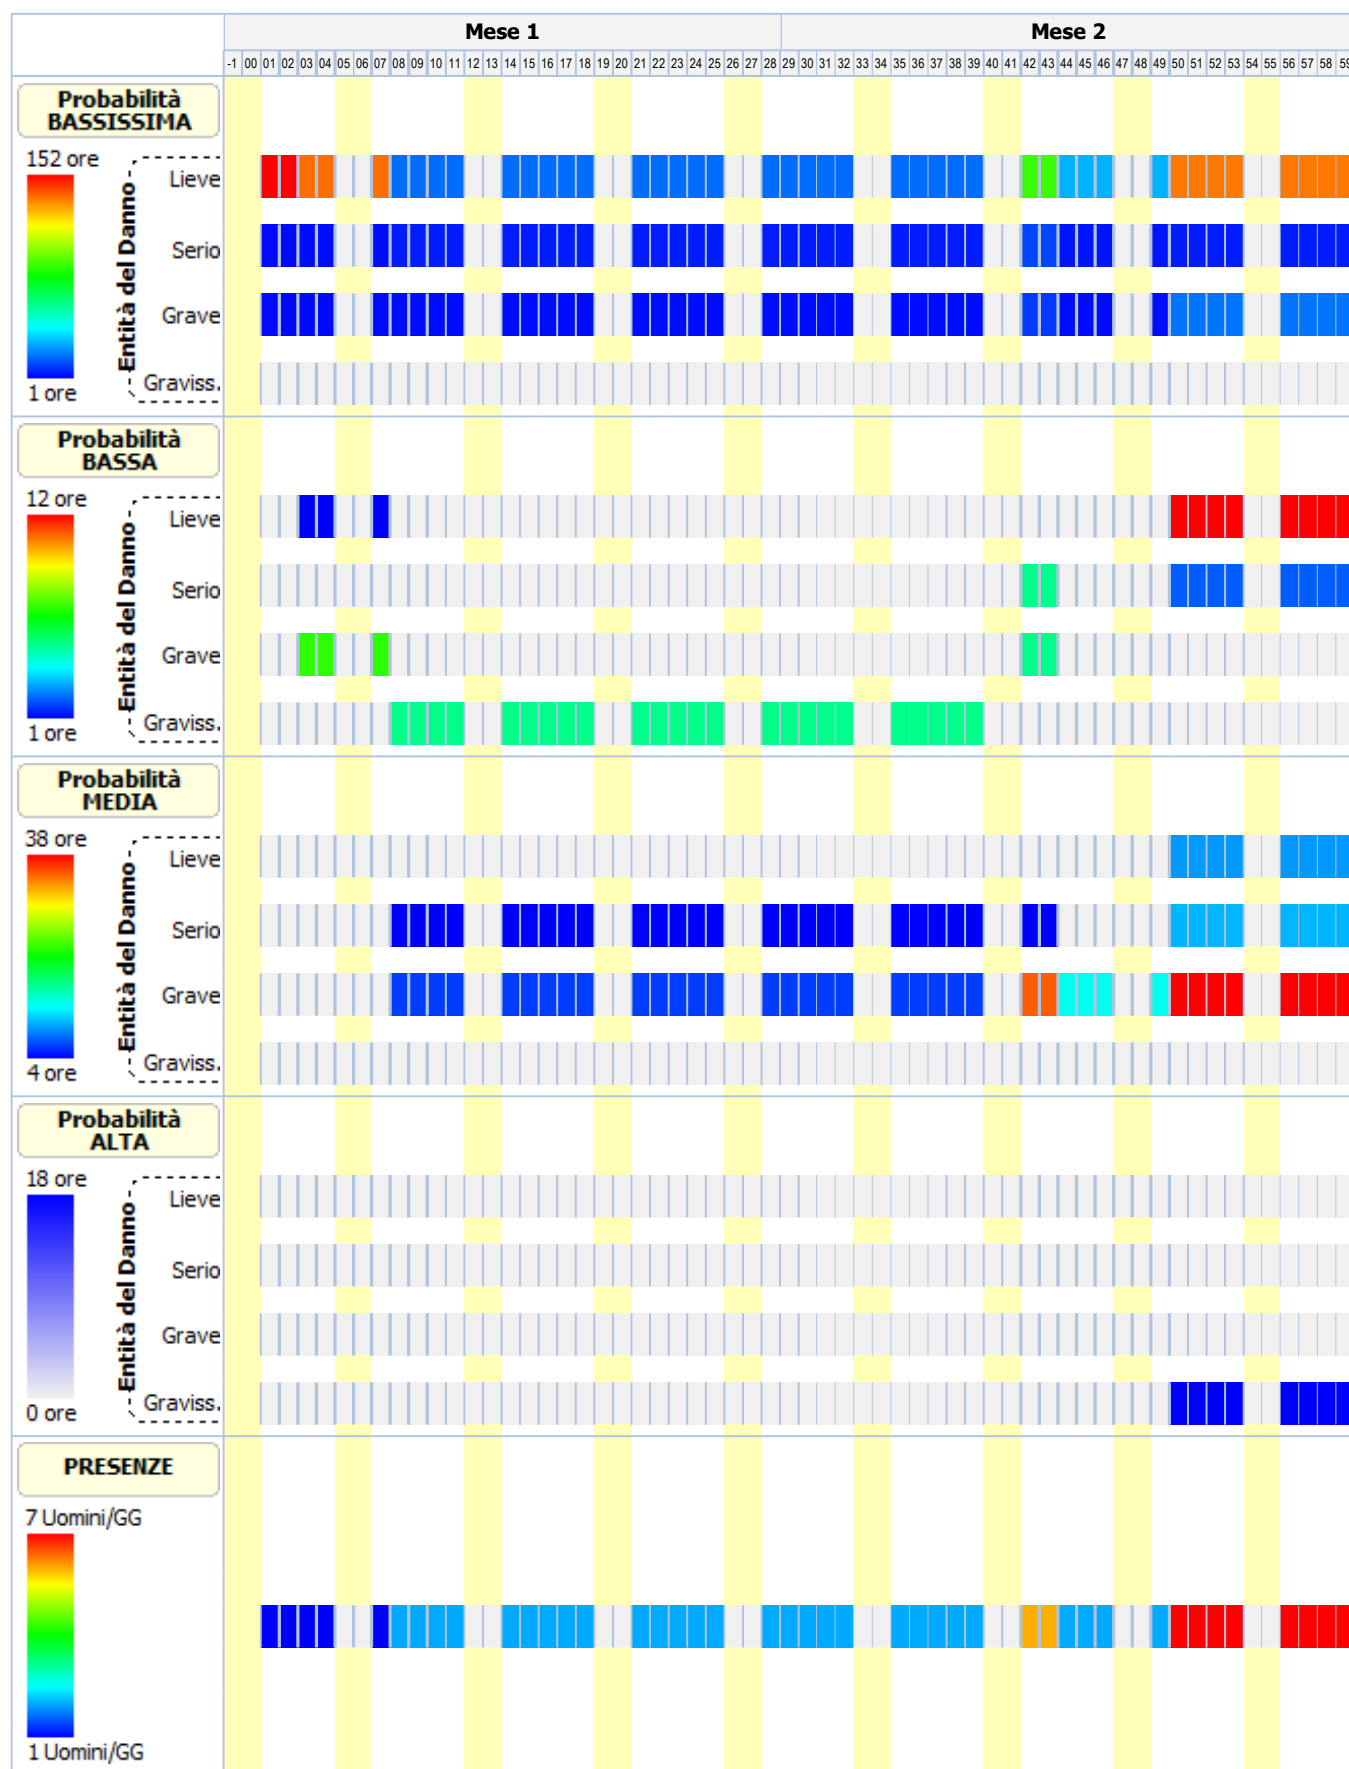 Mese 1 Mese 2
-1 00 01 02 03 04 05 06 07 08 09 10 11 12 13 14 15 16 17 18 19 20 21 22 23 24 25 26 27 28 29 30 31 32 33 34 35 36 37 38 39 40 41 42 43 44 45 46 47 48 49 50 51 52 53 54 55 56 57 58 59
Probabilità
BASSISSIMA
152 ore
Entità del Danno
Lieve
Serio
Grave
Graviss.
1 ore
Probabilità
BASSA
12 ore
Entità del Danno
Lieve
Serio
Grave
Graviss.
1 ore
Probabilità
MEDIA
38 ore
Entità del Danno
Lieve
Serio
Grave
Graviss.
4 ore
Probabilità
ALTA
18 ore
Entità del Danno
Lieve
Serio
Grave
Graviss.
0 ore
PRESENZE
7 Uomini/GG
1 Uomini/GG